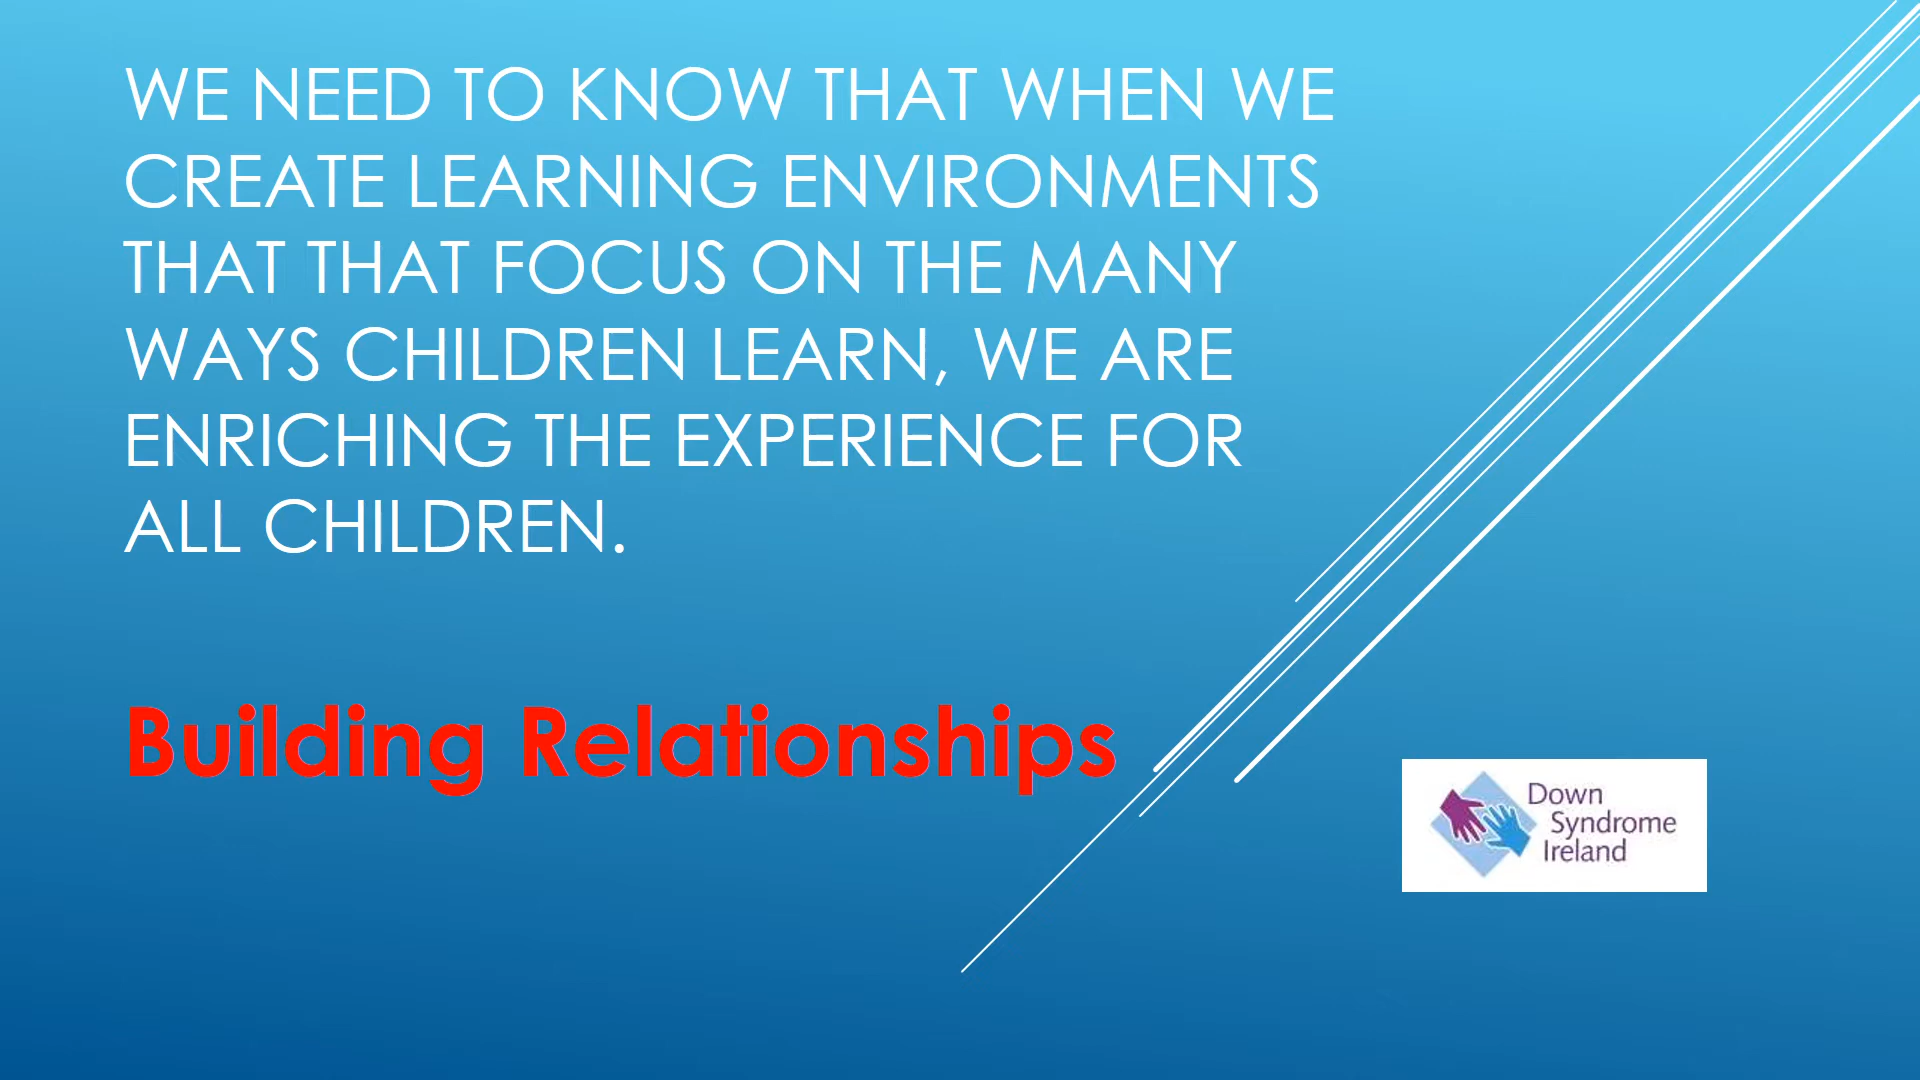 WE NEED TO KNOW THAT WHEN WE
CREATE LEARNING ENVIRONMENTS
THAT THAT FOCUS ON THE MANY
WAYS CHILDREN LEARN, WE ARE
ENRICHING THE EXPERIENCE FOR
ALL CHILDREN.
Building Relationships
Down
Syndrome
Ireland